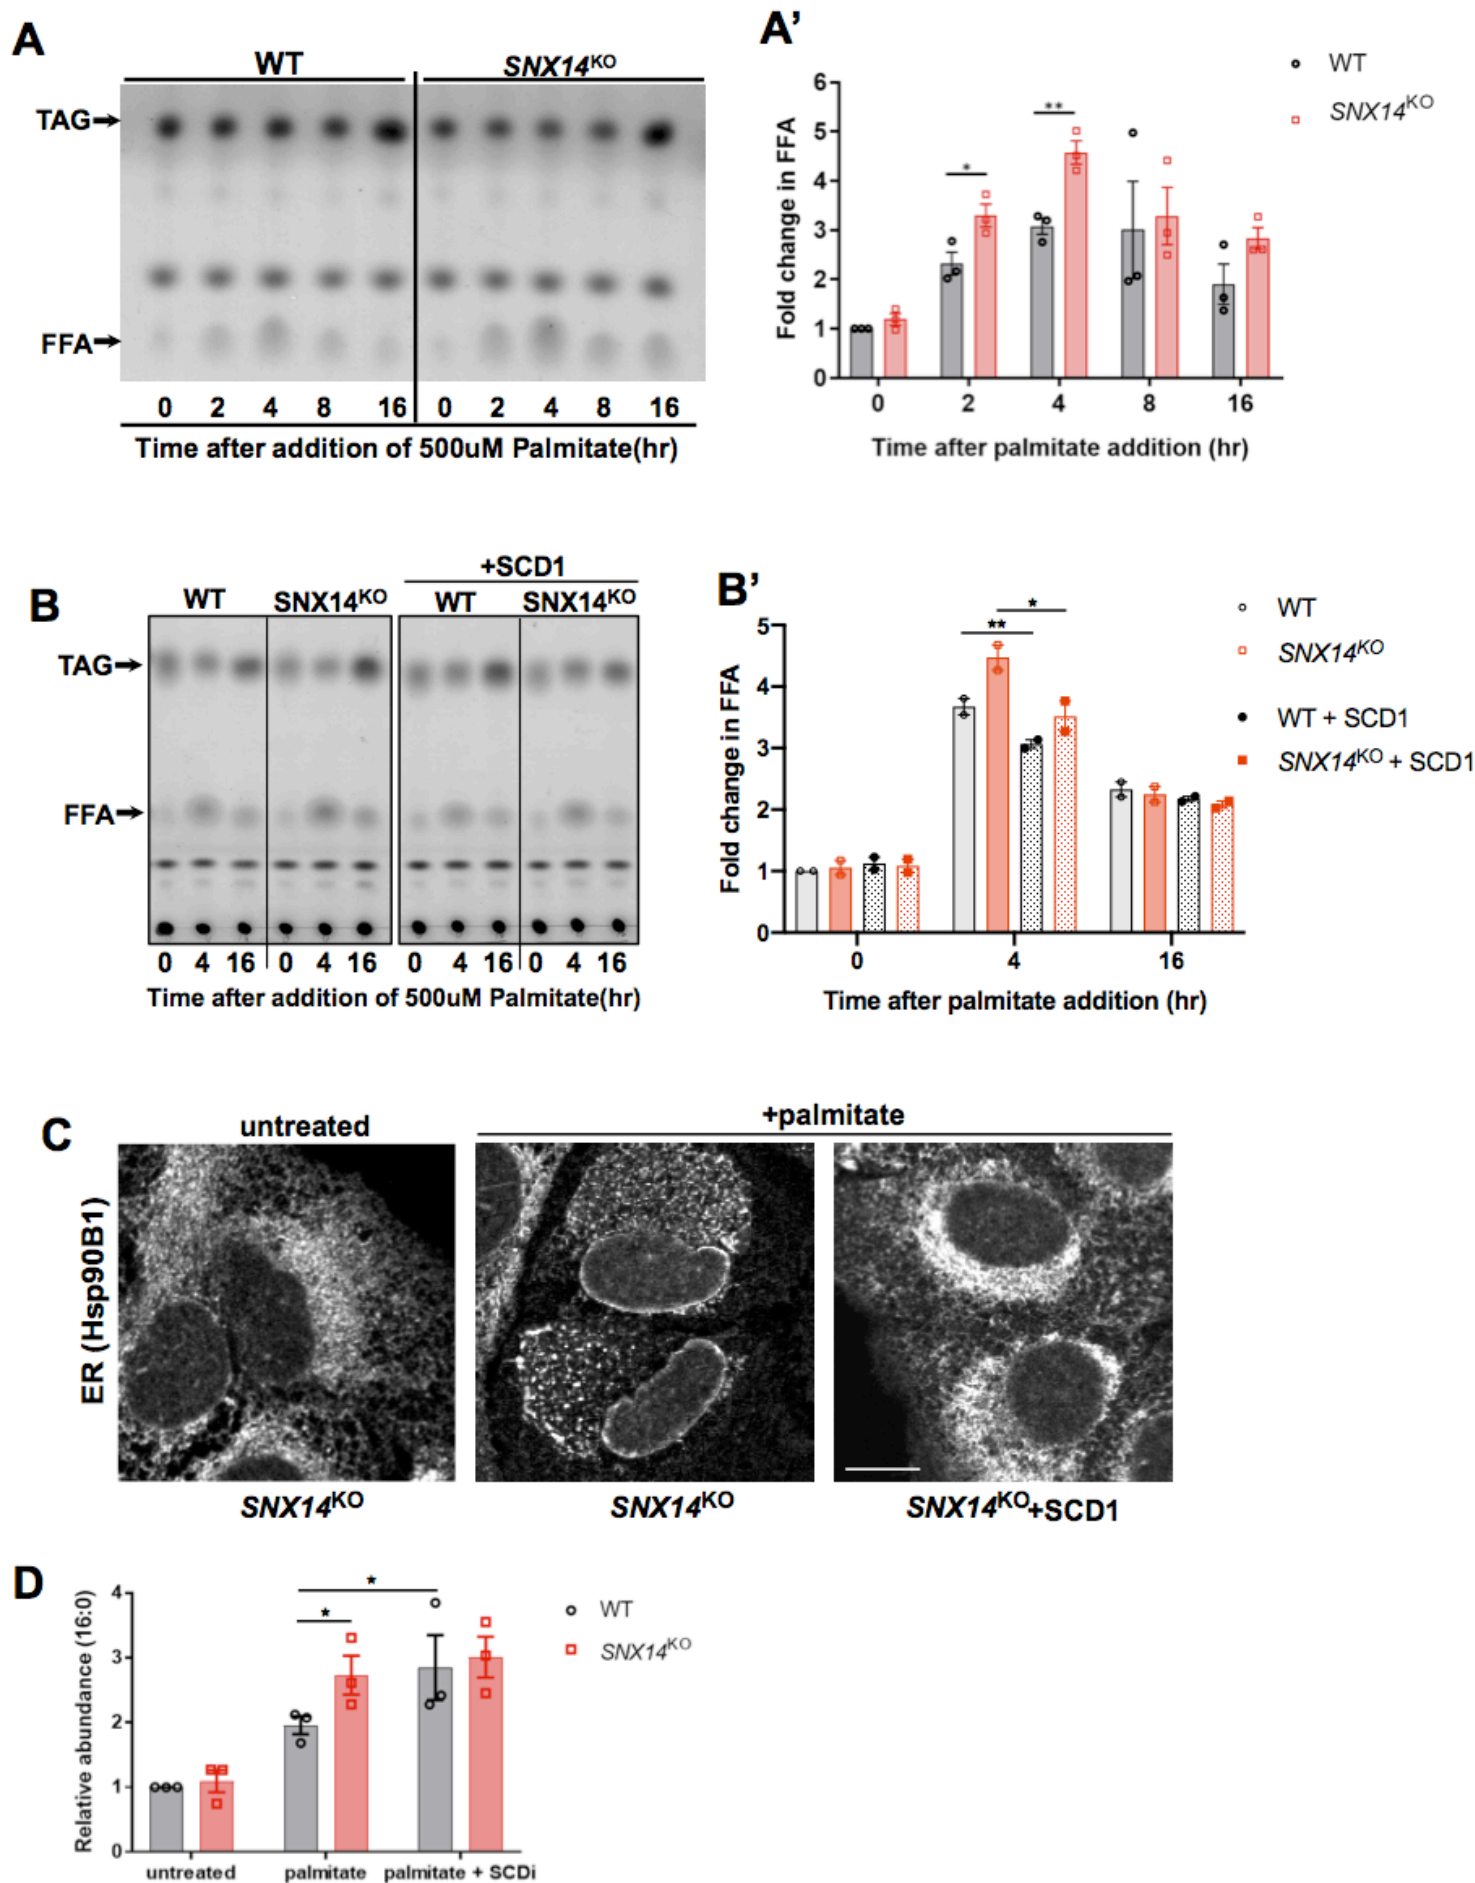 A
WT
SNX14KO
TAG
FFA
0 2 4 8 16 0 2 4 8 16
Time after addition of 500uM Palmitate(hr)
A’
WT
SNX14KO
Fold change in FFA
6
5
4
3
2
1
0
*
**
0 2 4 8 16
Time after palmitate addition (hr)
B
+SCD1
WT SNX14KO WT SNX14KO
TAG
FFA
0 4 16 0 4 16 0 4 16 0 4 16
Time after addition of 500uM Palmitate(hr)
B’
WT
SNX14KO
WT + SCD1
SNX14KO + SCD1
Fold change in FFA
5
4
3
2
1
0
*
**
0 4 16
Time after palmitate addition (hr)
C
untreated
+palmitate
ER (Hsp90B1)
SNX14KO
SNX14KO
SNX14KO+SCD1
D
Relative abundance (16:0)
4
3
2
1
0
*
*
WT
SNX14KO
untreated palmitate palmitate + SCDi